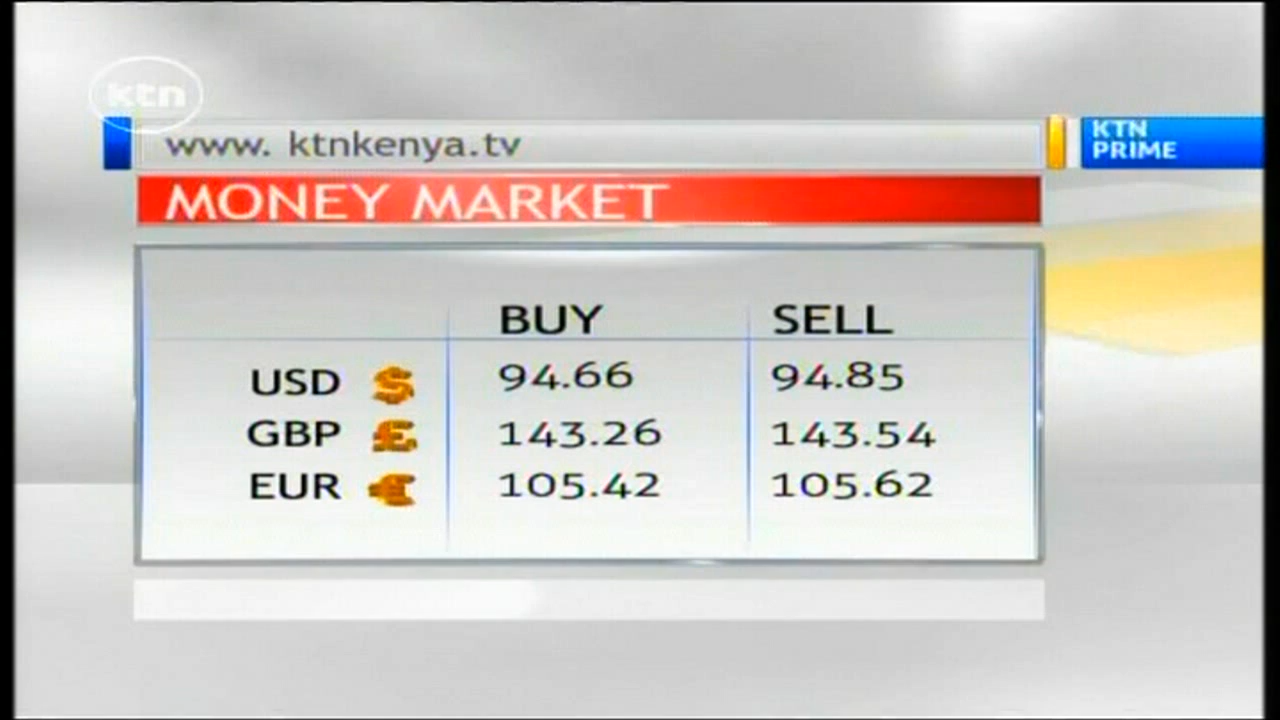 ktn
www. ktnkenya.tv
KTN
PRIME
MONEY MARKET
BUY SELL
USD $ 94.66 94.85
GBP £ 143.26 143.54
EUR € 105.42 105.62